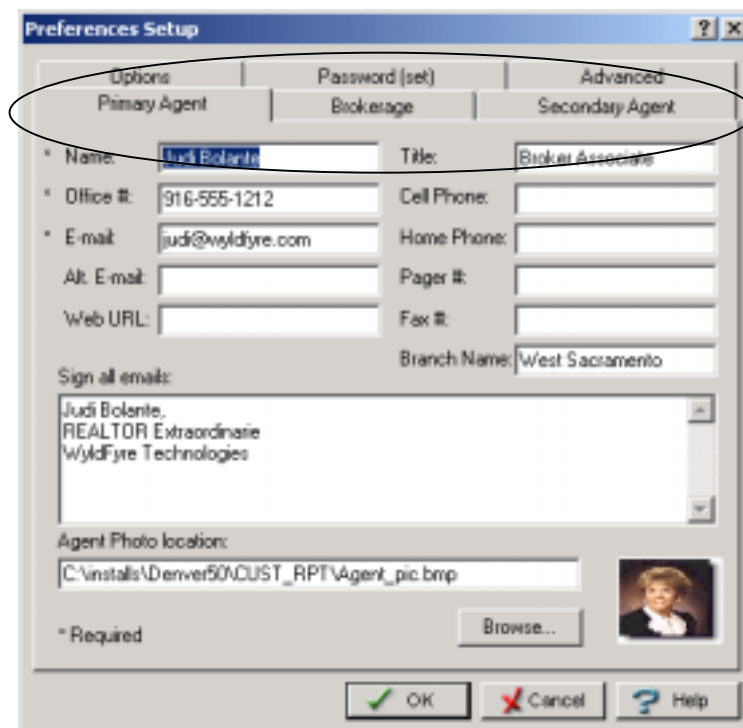 Preferences Setup
Options Password (set) Advanced
Primary Agent Brokerage Secondary Agent
* Name: Judi Bolante Title: Broker Associate
* Office #: 916-555-1212 Cell Phone:
* E-mail: judi@wyldfyre.com Home Phone:
Alt. E-mail: Pager #:
Web URL: Fax #:
Branch Name: West Sacramento
Sign all emails:
Judi Bolante,
REALTOR Extraordinarie
WyldFyre Technologies
Agent Photo location:
C:\installs\Denver50\CUST_RPT\Agent_pic.bmp
* Required Browse...
OK Cancel ? Help